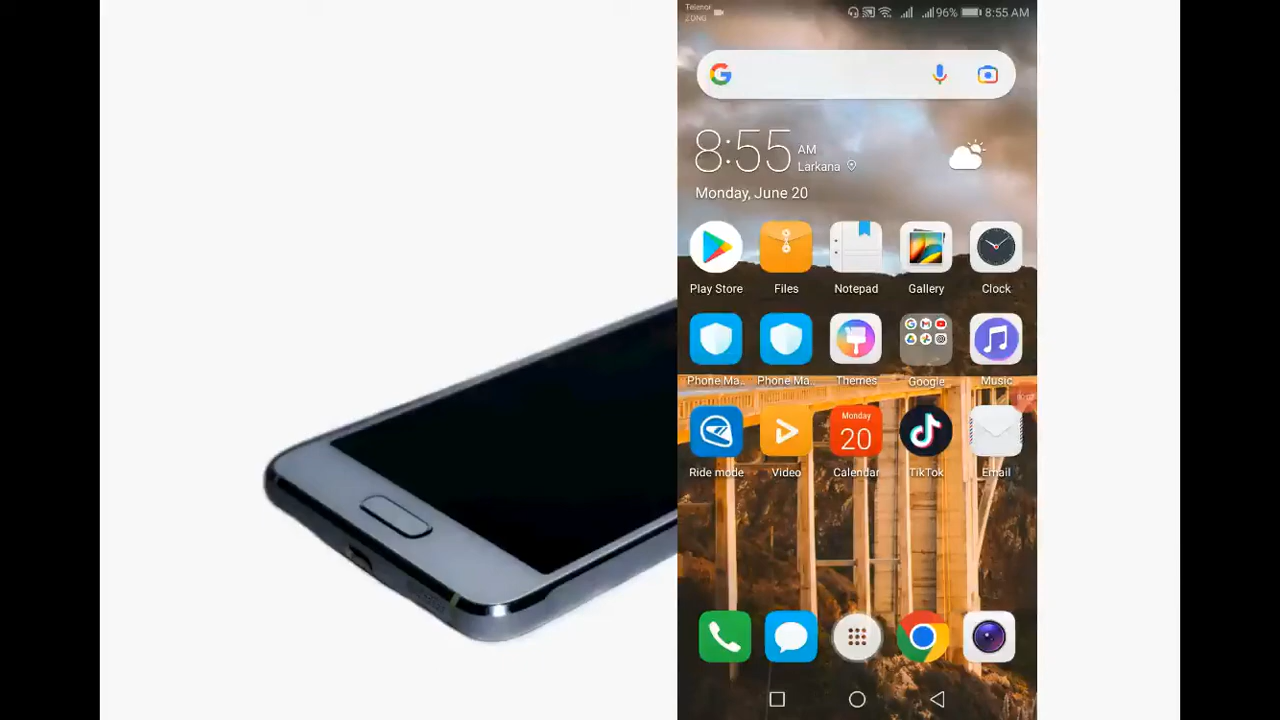 Telenor
ZONG
96% 8:55 AM
8:55 AM
Larkana
Monday, June 20
Play Store Files Notepad Gallery Clock
Phone Ma.. Phone Ma.. Themes Google Music
Monday
20
Ride mode Video Calendar TikTok Email